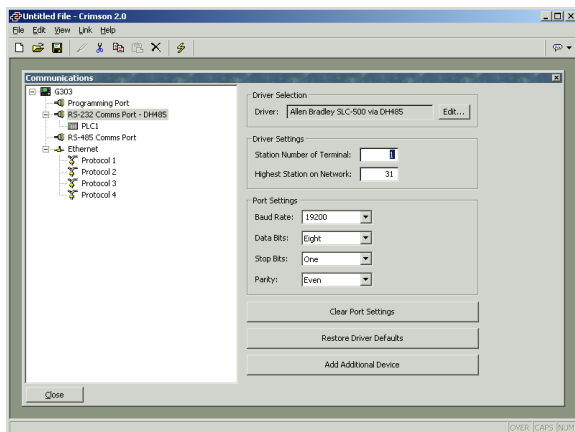 Untitled File - Crimson 2.0
File Edit View Link Help
Communications
G303
Programming Port
RS-232 Comms Port - DH485
PLC1
RS-485 Comms Port
Ethernet
Protocol 1
Protocol 2
Protocol 3
Protocol 4
Driver Selection
Driver: Allen Bradley SLC-500 via DH485 Edit...
Driver Settings
Station Number of Terminal: 1
Highest Station on Network: 31
Port Settings
Baud Rate: 19200
Data Bits: Eight
Stop Bits: One
Parity: Even
Clear Port Settings
Restore Driver Defaults
Add Additional Device
Close
OVER CAPS NUM